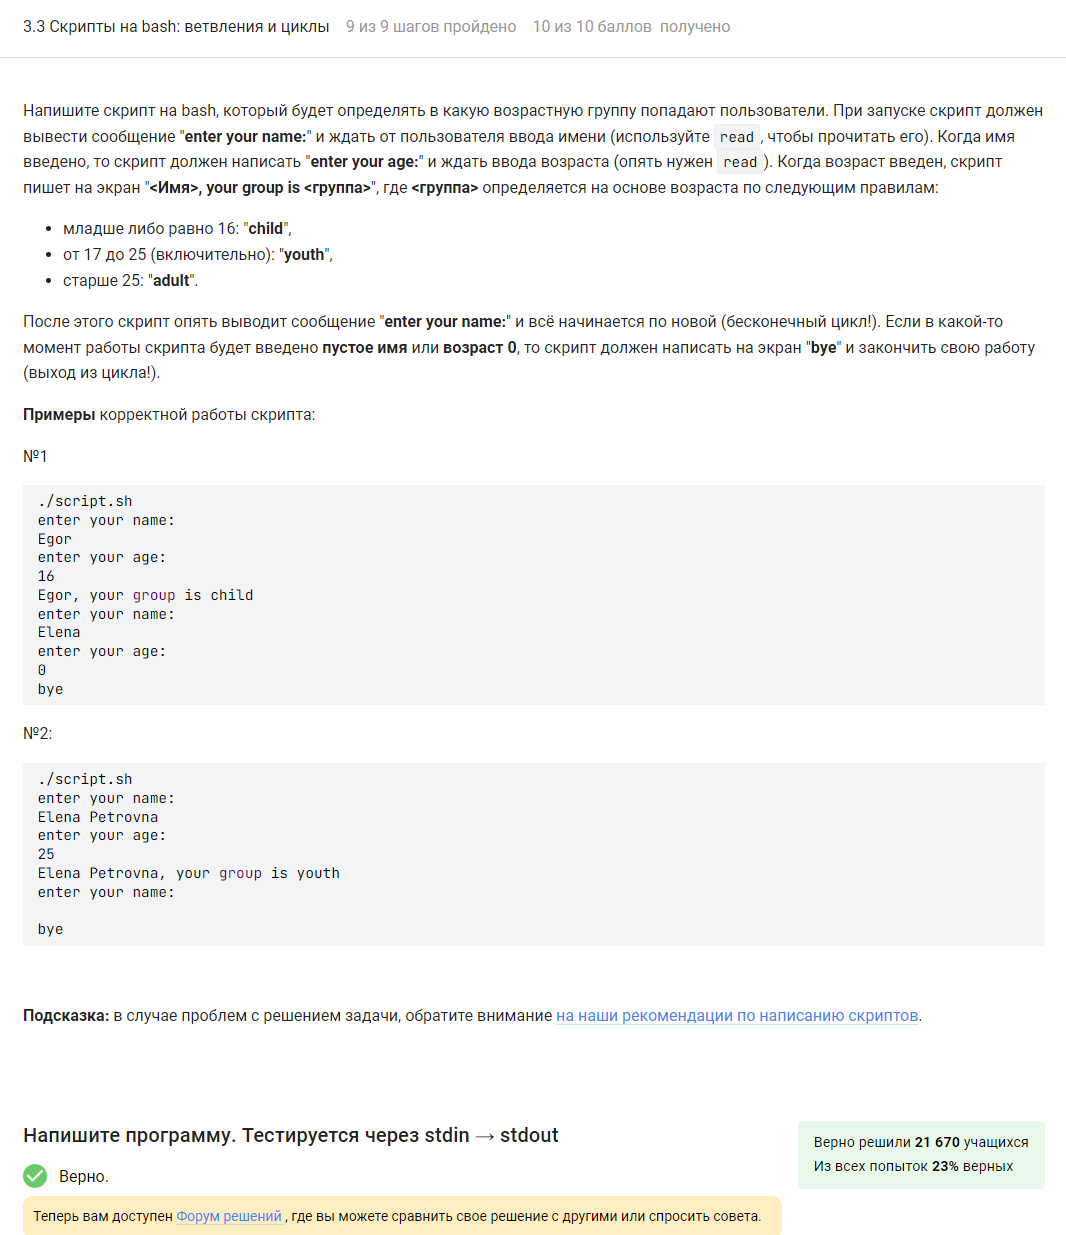 3.3 Скрипты на bash: ветвления и циклы 9 из 9 шагов пройдено 10 из 10 баллов получено
Напишите скрипт на bash, который будет определять в какую возрастную группу попадают пользователи. При запуске скрипт должен
вывести сообщение "enter your name:" и ждать от пользователя ввода имени (используйте read, чтобы прочитать его). Когда имя
введено, то скрипт должен написать "enter your age:" и ждать ввода возраста (опять нужен read). Когда возраст введен, скрипт
пишет на экран "<Имя>, your group is <группа>", где <группа> определяется на основе возраста по следующим правилам:
• младше либо равно 16: "child",
• от 17 до 25 (включительно): "youth",
• старше 25: "adult".
После этого скрипт опять выводит сообщение "enter your name:" и всё начинается по новой (бесконечный цикл!). Если в какой-то
момент работы скрипта будет введено пустое имя или возраст 0, то скрипт должен написать на экран "bye" и закончить свою работу
(выход из цикла!).
Примеры корректной работы скрипта:
№1
./script.sh
enter your name:
Egor
enter your age:
16
Egor, your group is child
enter your name:
Elena
enter your age:
0
bye
№2:
./script.sh
enter your name:
Elena Petrovna
enter your age:
25
Elena Petrovna, your group is youth
enter your name:
bye
Подсказка: в случае проблем с решением задачи, обратите внимание на наши рекомендации по написанию скриптов.
Напишите программу. Тестируется через stdin → stdout
Верно решили 21 670 учащихся
Из всех попыток 23% верных
Верно.
Теперь вам доступен Форум решений , где вы можете сравнить свое решение с другими или спросить совета.